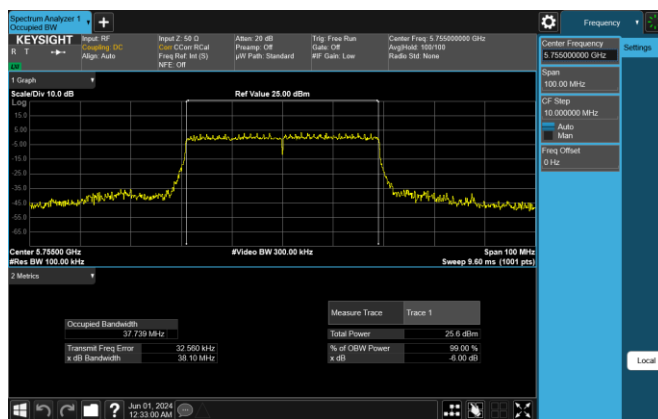 Spectrum Analyzer 1
Occupied BW
+
Frequency
KEYSIGHT
R T
Input: RF
Coupling: DC
Align: Auto
Input Z: 50 Ω
Corr CCorr RCal
Freq Ref: Int (S)
NFE: Off
Atten: 20 dB
Preamp: Off
µW Path: Standard
Trig: Free Run
Gate: Off
#IF Gain: Low
Center Freq: 5.755000000 GHz
Avg|Hold: 100/100
Radio Std: None
Center Frequency
5.755000000 GHz
Settings
Span
100.00 MHz
CF Step
10.000000 MHz
Auto
Man
Freq Offset
0 Hz
1 Graph
Scale/Div 10.0 dB
Ref Value 25.00 dBm
Log
15.0
5.00
-5.00
-15.0
-25.0
-35.0
-45.0
-55.0
-65.0
Center 5.75500 GHz
#Video BW 300.00 kHz
Span 100 MHz
#Res BW 100.00 kHz
Sweep 9.60 ms (1001 pts)
2 Metrics
Occupied Bandwidth
37.739 MHz
Transmit Freq Error 32.560 kHz
x dB Bandwidth 38.10 MHz
Measure Trace Trace 1
Total Power 25.6 dBm
% of OBW Power 99.00 %
x dB -6.00 dB
Local
?
Jun 01, 2024
12:33:00 AM